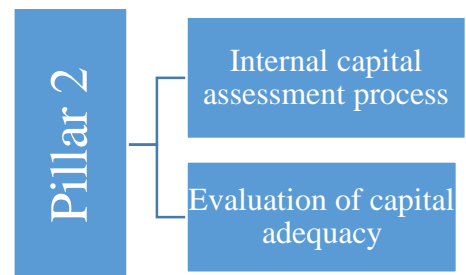 Pillar 2
Internal capital
assessment process
Evaluation of capital
adequacy